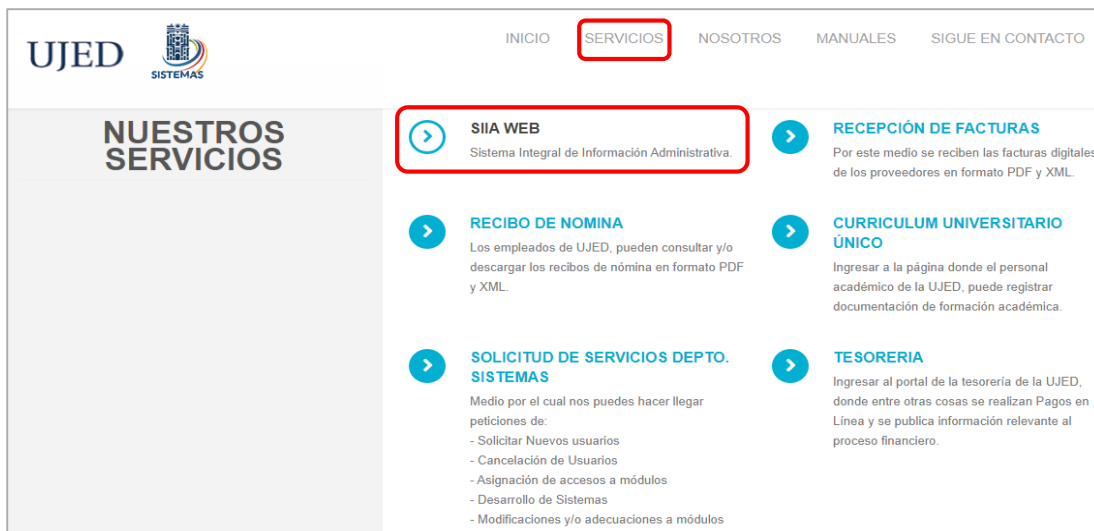 UJED
SISTEMAS
INICIO SERVICIOS NOSOTROS MANUALES SIGUE EN CONTACTO
NUESTROS
SERVICIOS
SIIA WEB
Sistema Integral de Información Administrativa.
RECEPCIÓN DE FACTURAS
Por este medio se reciben las facturas digitales
de los proveedores en formato PDF y XML.
RECIBO DE NOMINA
Los empleados de UJED, pueden consultar y/o
descargar los recibos de nómina en formato PDF
y XML.
CURRICULUM UNIVERSITARIO
ÚNICO
Ingresar a la página donde el personal
académico de la UJED, puede registrar
documentación de formación académica.
SOLICITUD DE SERVICIOS DEPTO.
SISTEMAS
Medio por el cual nos puedes hacer llegar
peticiones de:
- Solicitar Nuevos usuarios
- Cancelación de Usuarios
- Asignación de accesos a módulos
- Desarrollo de Sistemas
- Modificaciones y/o adecuaciones a módulos
TESORERIA
Ingresar al portal de la tesorería de la UJED,
donde entre otras cosas se realizan Pagos en
Línea y se publica información relevante al
proceso financiero.